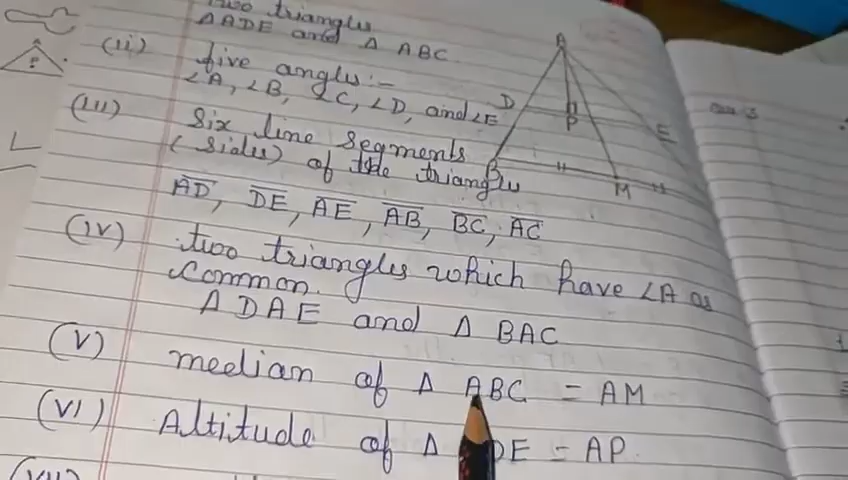 two triangles
Δ ADE and Δ ABC
(ii) five angles:-
∠A, ∠B, ∠C, ∠D, and ∠E
(iii) Six line segments
(sides) of the triangles
AD, DE, AE, AB, BC, AC
(iv) two triangles which have ∠A as
common.
Δ DAE and Δ BAC
(V) median of Δ ABC = AM
(VI) Altitude of Δ DE = AP
A
D
P
E
B
M